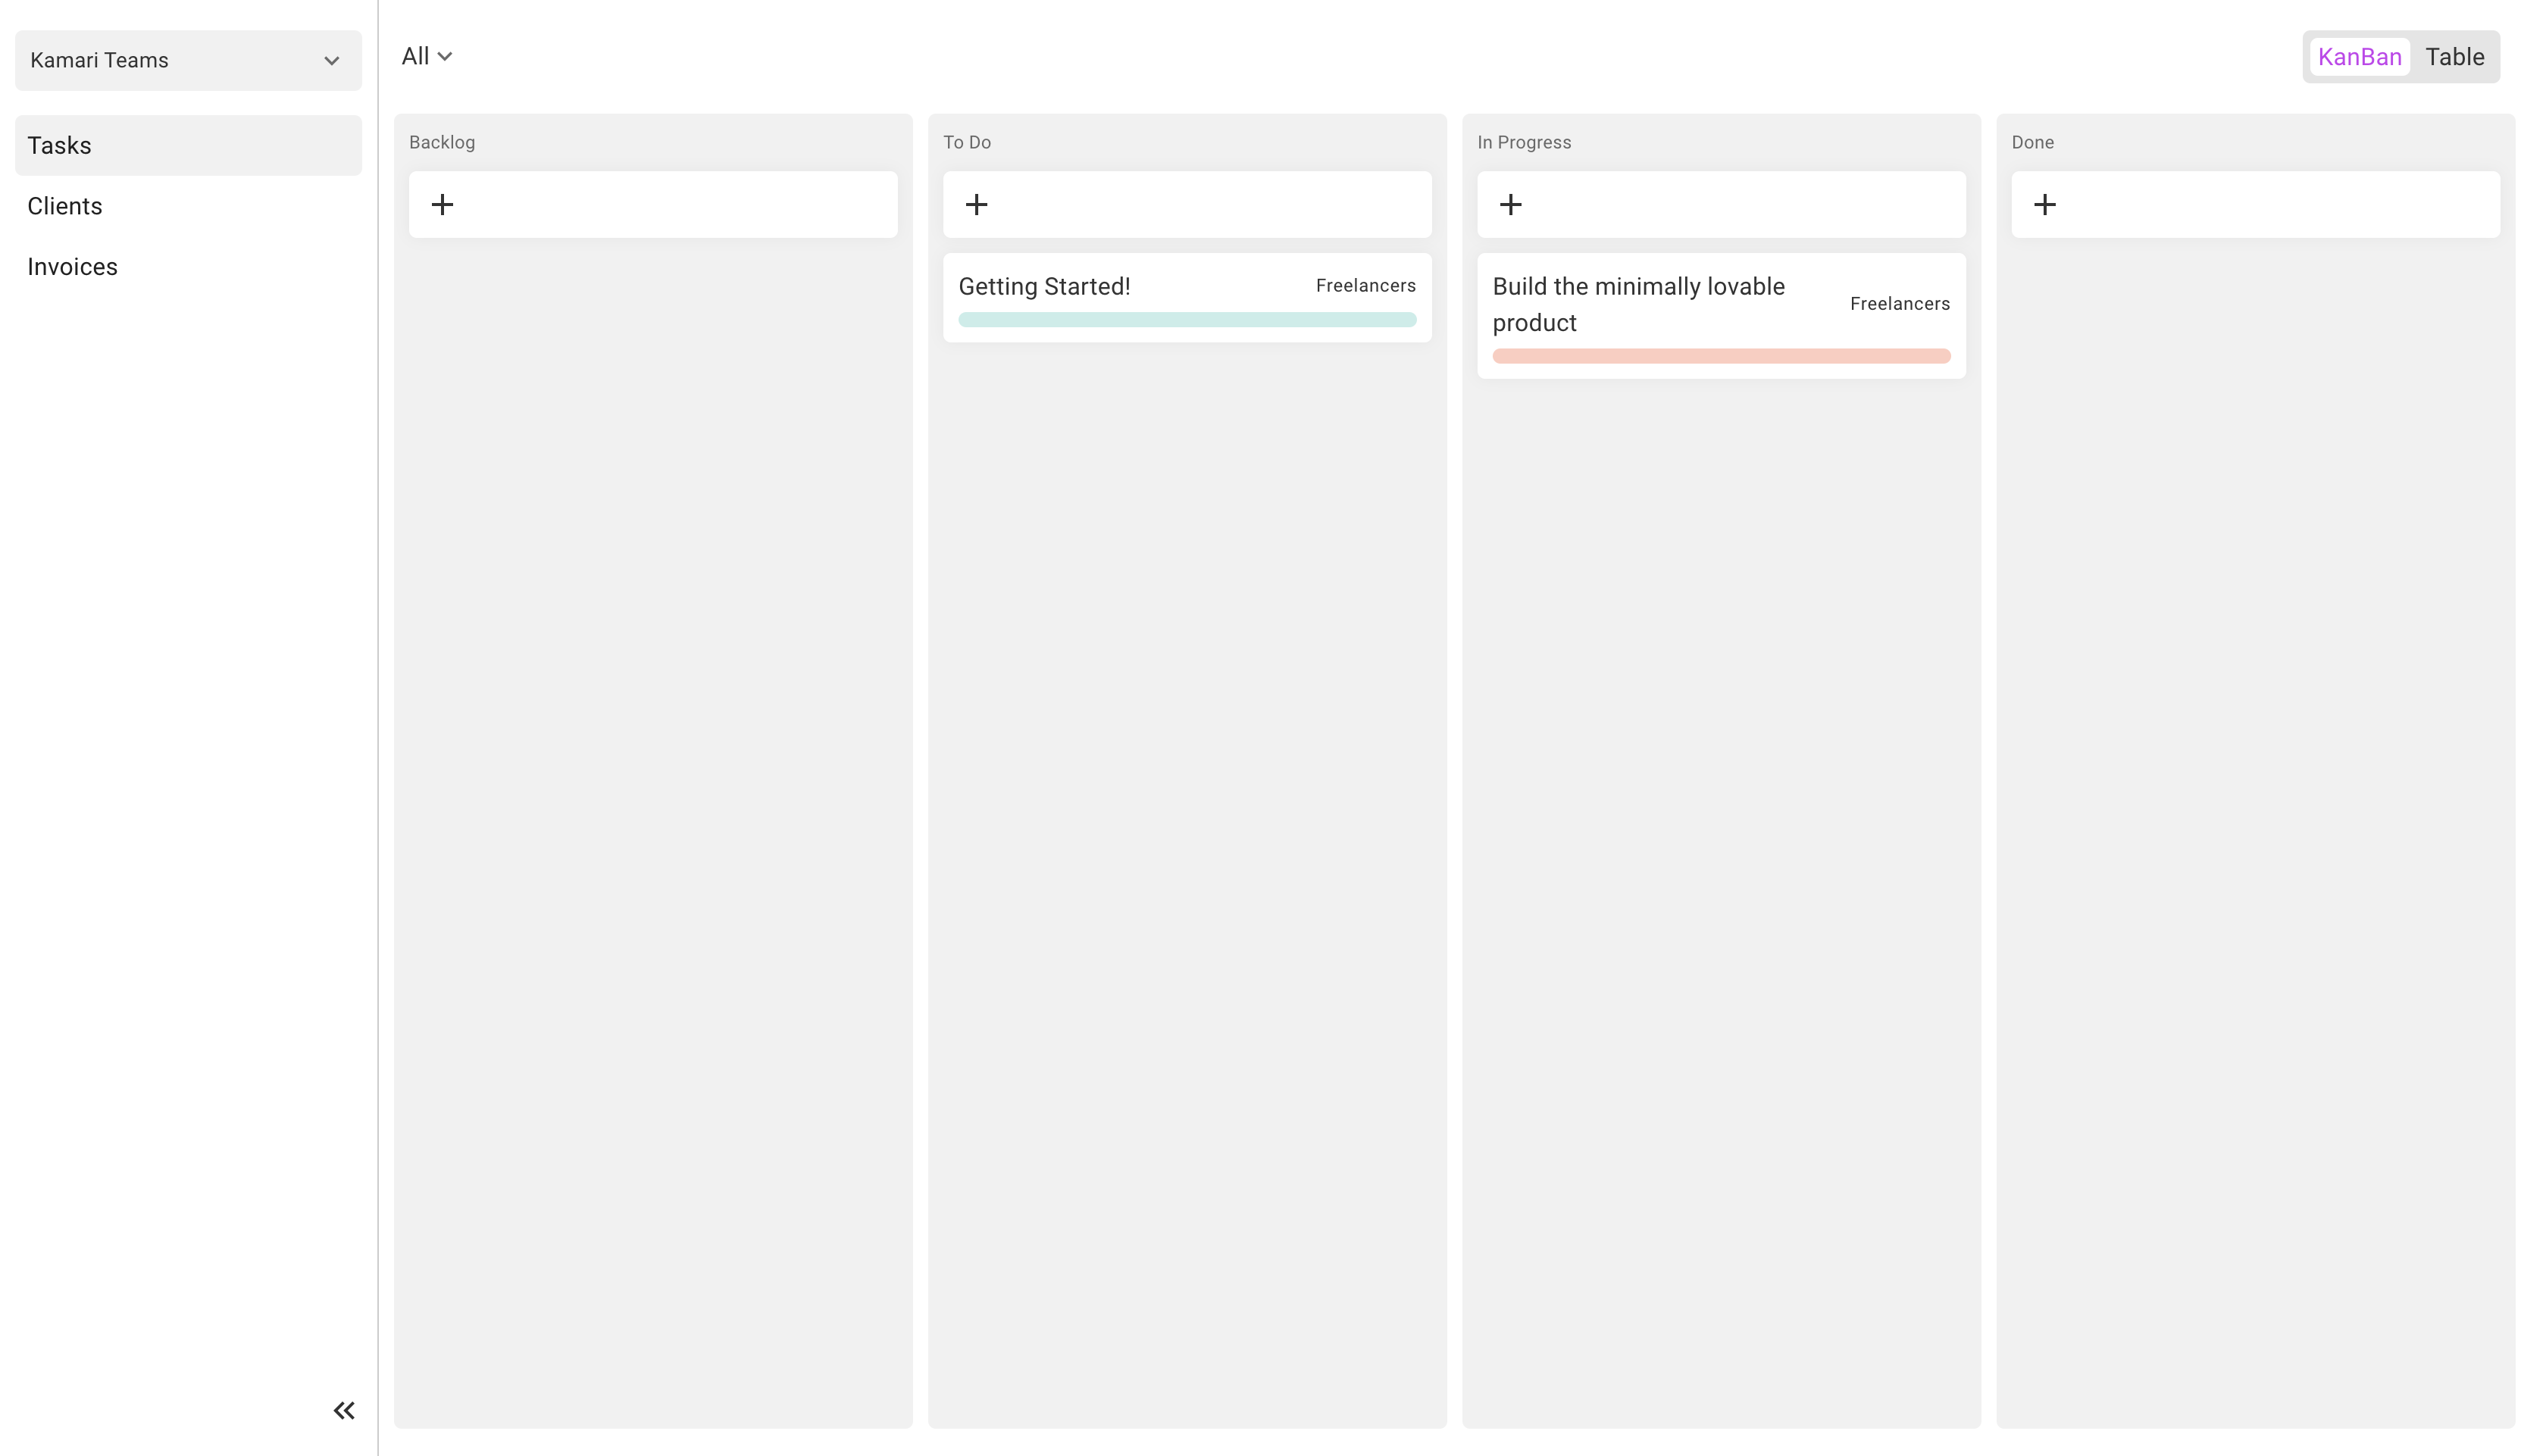 Kamari Teams
Tasks
Clients
Invoices
All
KanBan Table
Backlog
To Do
Getting Started!
Freelancers
In Progress
Build the minimally lovable
product
Freelancers
Done